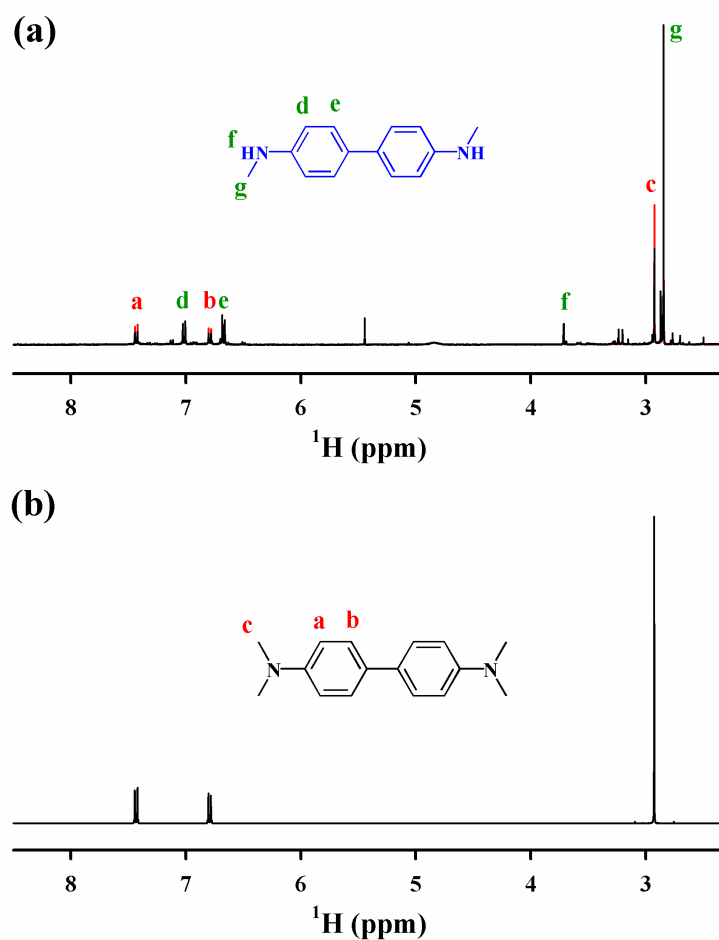 (a)
g
d e
f HN NH
g
c
a d b e f
8 7 6 5 4 3
¹H (ppm)
(b)
c a b
N N
8 7 6 5 4 3
¹H (ppm)